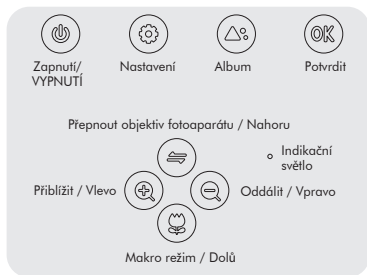 OK
Zapnutí/
VYPNUTÍ
Nastavení
Album
Potvrdit
Přepnout objektiv fotoaparátu / Nahoru
Indikační
světlo
Přiblížit / Vlevo
Oddálit / Vpravo
Makro režim / Dolů